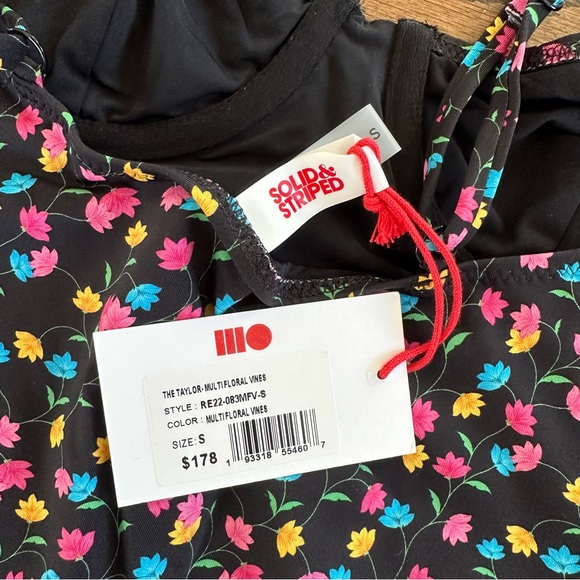 S
SOLID&
STRIPED
THE TAYLOR- MULTI FLORAL VINES
STYLE : RE22-083MFV-S
COLOR : MULTI FLORAL VINES
SIZE: S
$178
1 93318 55460 7